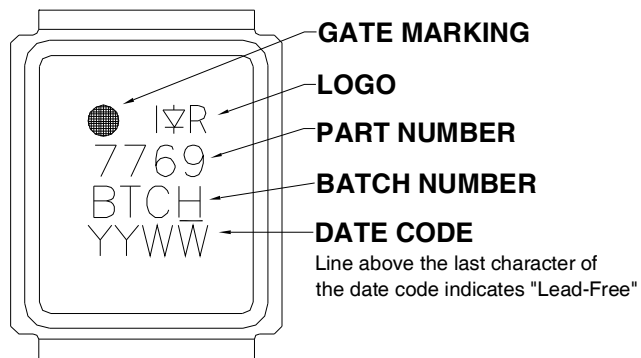 GATE MARKING
LOGO
IR
PART NUMBER
7769
BATCH NUMBER
BTCH
DATE CODE
YYWW
Line above the last character of
the date code indicates "Lead-Free"